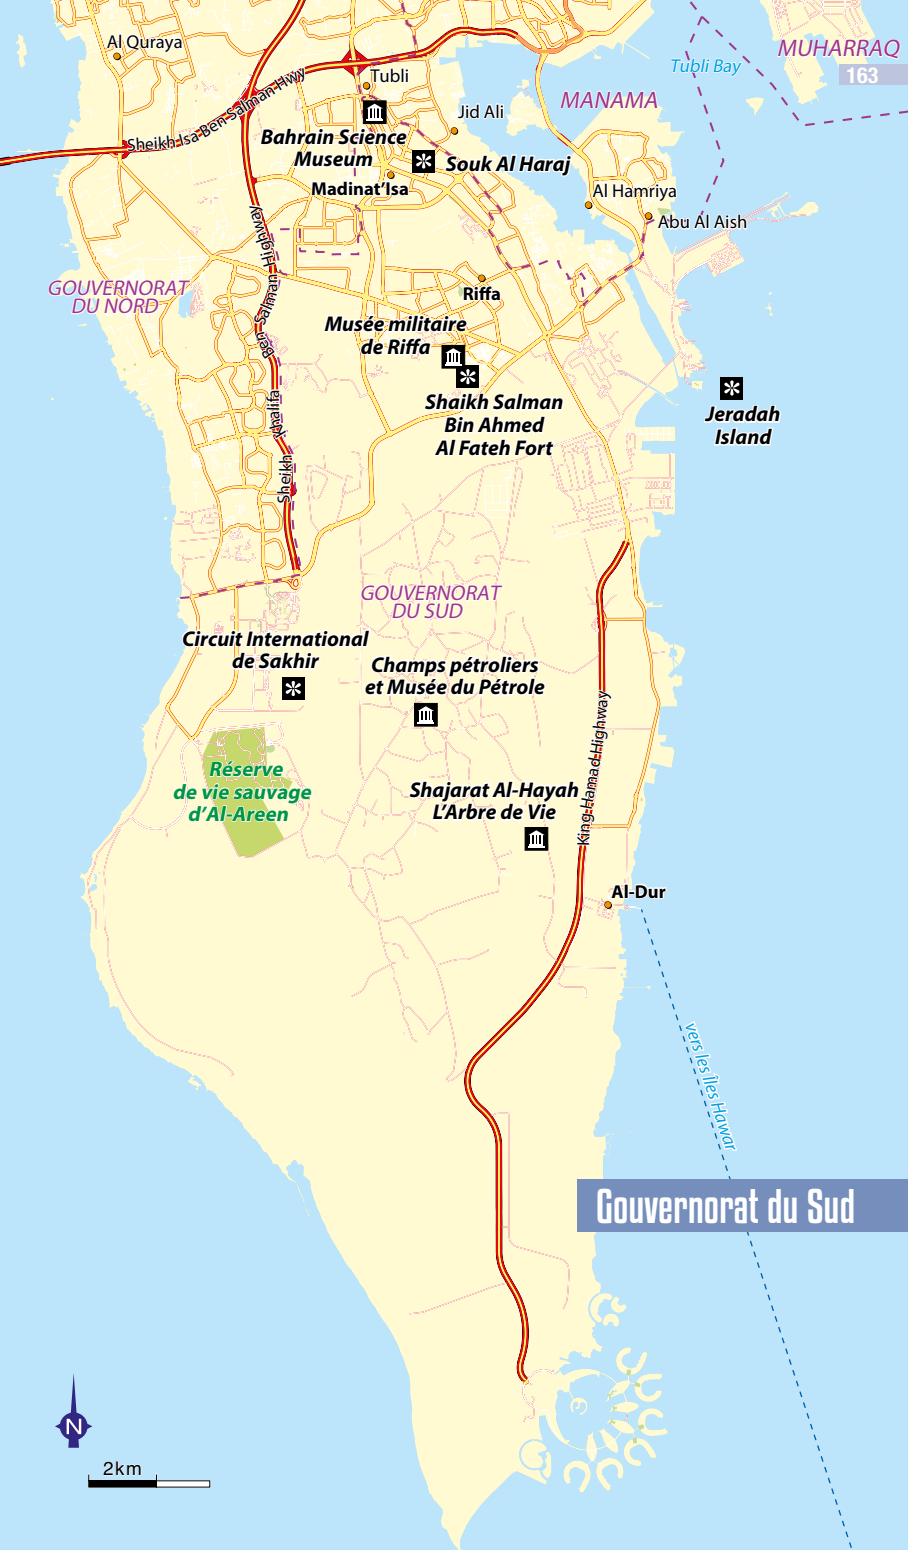 Al Quraya
MUHARRAQ
163
Tubli Bay
Tubli
Sheikh Isa Ben Salman Hwy
MANAMA
Jid Ali
Bahrain Science
Museum
Souk Al Haraj
Madinat'Isa
Al Hamriya
Abu Al Aish
GOUVERNORAT
DU NORD
Riffa
Sheikh Khalifa Ben Salman Highway
Musée militaire
de Riffa
Shaikh Salman
Bin Ahmed
Al Fateh Fort
Jeradah
Island
GOUVERNORAT
DU SUD
Circuit International
de Sakhir
Champs pétroliers
et Musée du Pétrole
King Hamad Highway
Réserve
de vie sauvage
d'Al-Areen
Shajarat Al-Hayah
L'Arbre de Vie
Al-Dur
vers les Îles Hawar
Gouvernorat du Sud
N
2km